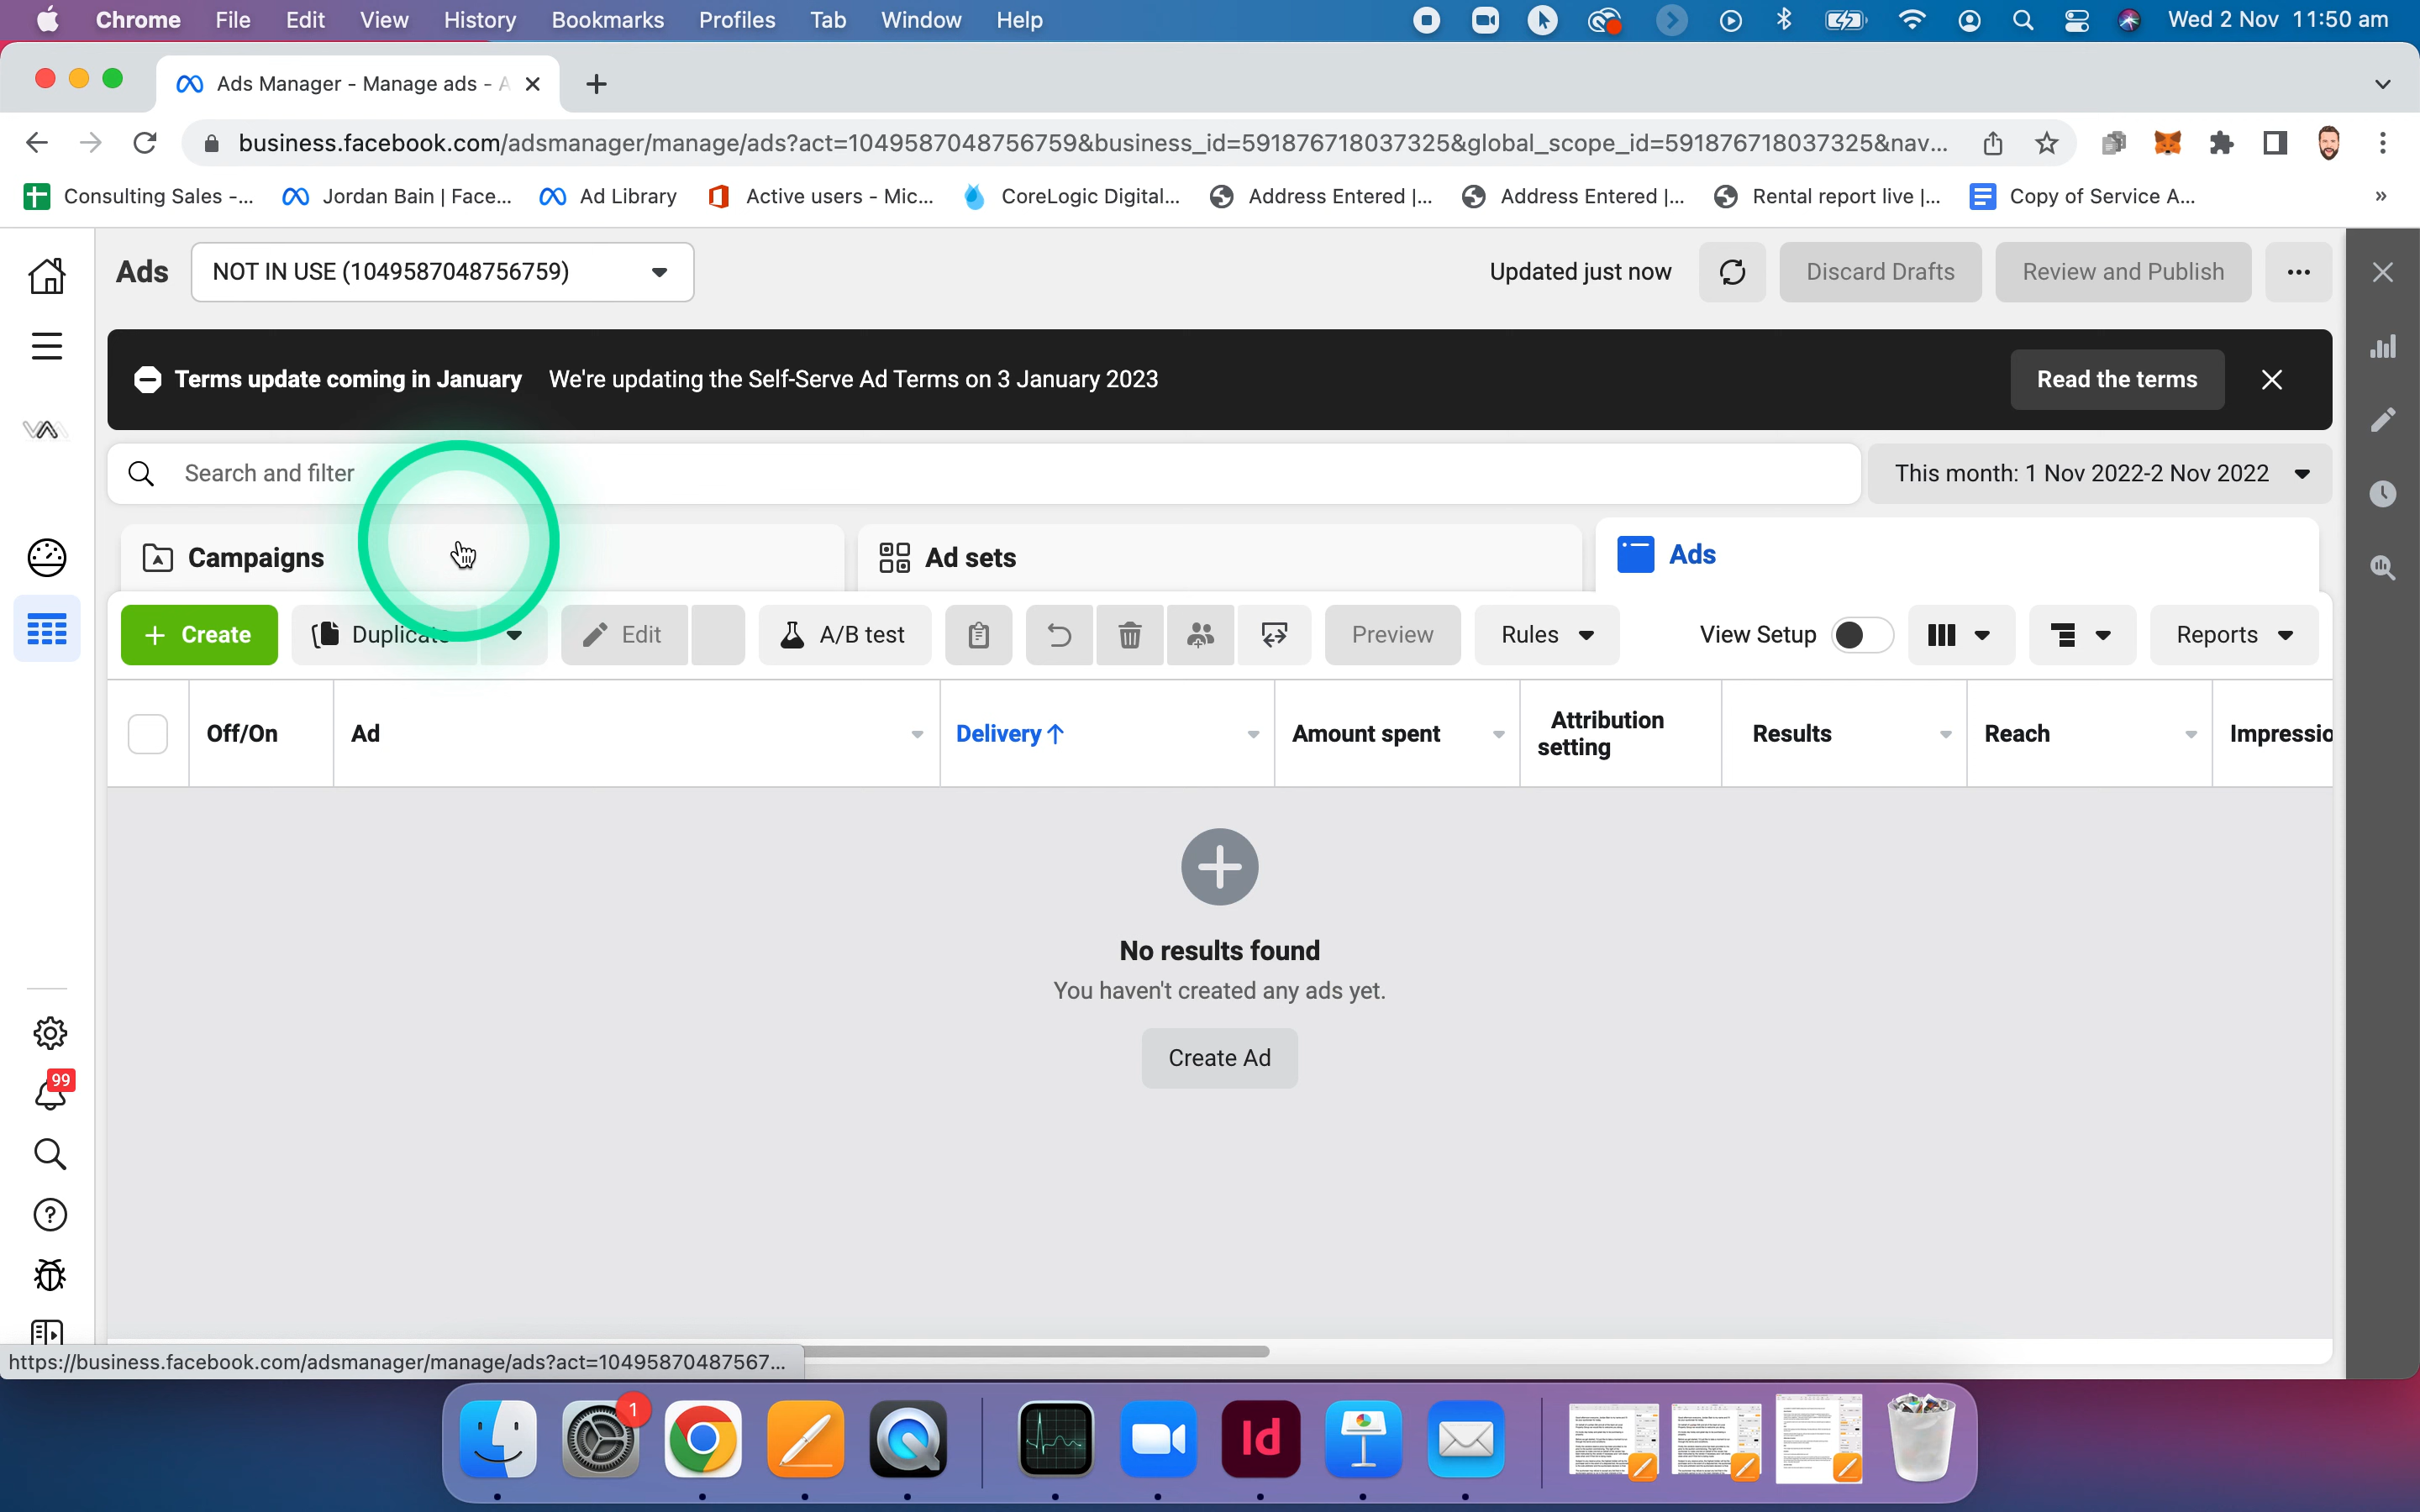 Chrome File Edit View History Bookmarks Profiles Tab Window Help Wed 2 Nov 11:50 am
Ads Manager - Manage ads - A
business.facebook.com/adsmanager/manage/ads?act=1049587048756759&business_id=591876718037325&global_scope_id=591876718037325&nav...
Consulting Sales -... Jordan Bain | Face... Ad Library Active users - Mic... CoreLogic Digital... Address Entered |... Address Entered |... Rental report live |... Copy of Service A... »
Ads NOT IN USE (1049587048756759) Updated just now Discard Drafts Review and Publish
Terms update coming in January We're updating the Self-Serve Ad Terms on 3 January 2023 Read the terms
Search and filter This month: 1 Nov 2022-2 Nov 2022
Campaigns Ad sets Ads
+ Create Duplicate Edit A/B test Preview Rules View Setup Reports
Off/On Ad Delivery ↑ Amount spent Attribution setting Results Reach Impressio
No results found
You haven't created any ads yet.
Create Ad
99
https://business.facebook.com/adsmanager/manage/ads?act=10495870487567...
1
Id